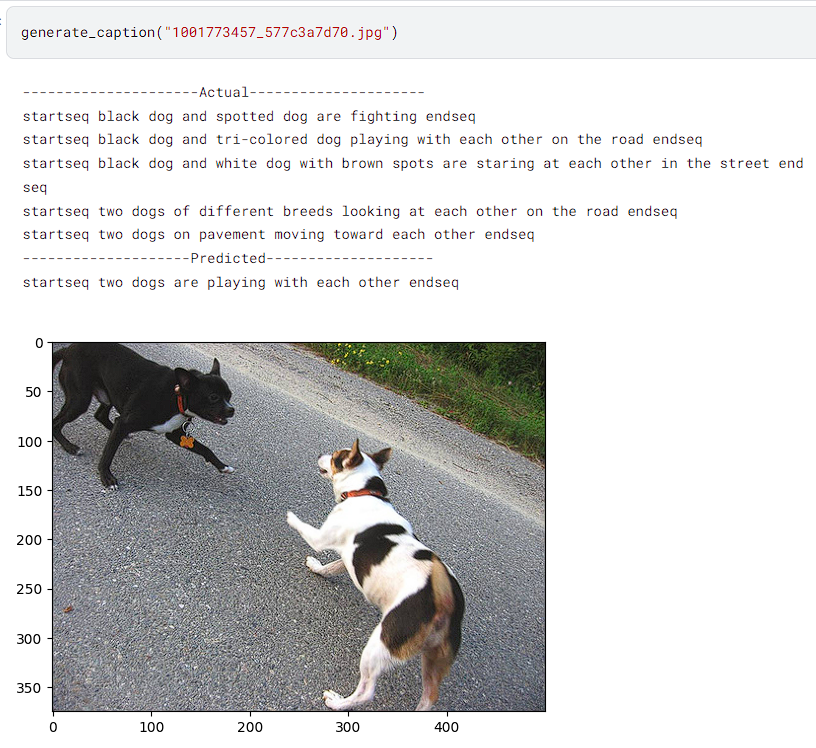 generate_caption("1001773457_577c3a7d70.jpg")
---------------------Actual---------------------
startseq black dog and spotted dog are fighting endseq
startseq black dog and tri-colored dog playing with each other on the road endseq
startseq black dog and white dog with brown spots are staring at each other in the street end
seq
startseq two dogs of different breeds looking at each other on the road endseq
startseq two dogs on pavement moving toward each other endseq
--------------------Predicted--------------------
startseq two dogs are playing with each other endseq
0
50
100
150
200
250
300
350
0 100 200 300 400